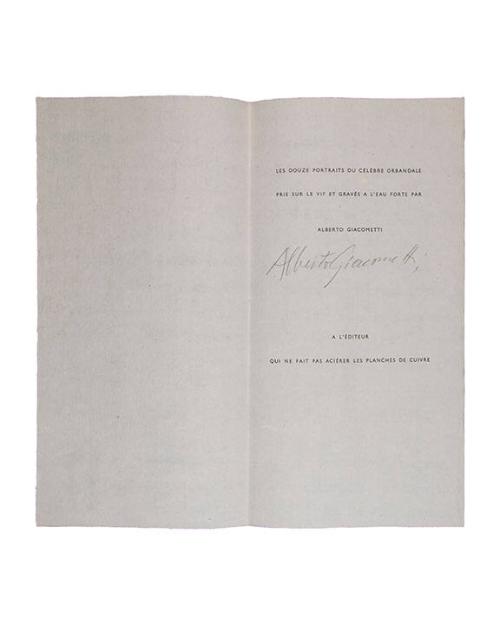 LES DOUZE PORTRAITS DU CÉLÈBRE ORBANDALE
PRIS SUR LE VIF ET GRAVÉS A L'EAU FORTE PAR
ALBERTO GIACOMETTI
Alberto Giacometti
A L'ÉDITEUR
QUI NE FAIT PAS ACIÉRER LES PLANCHES DE CUIVRE